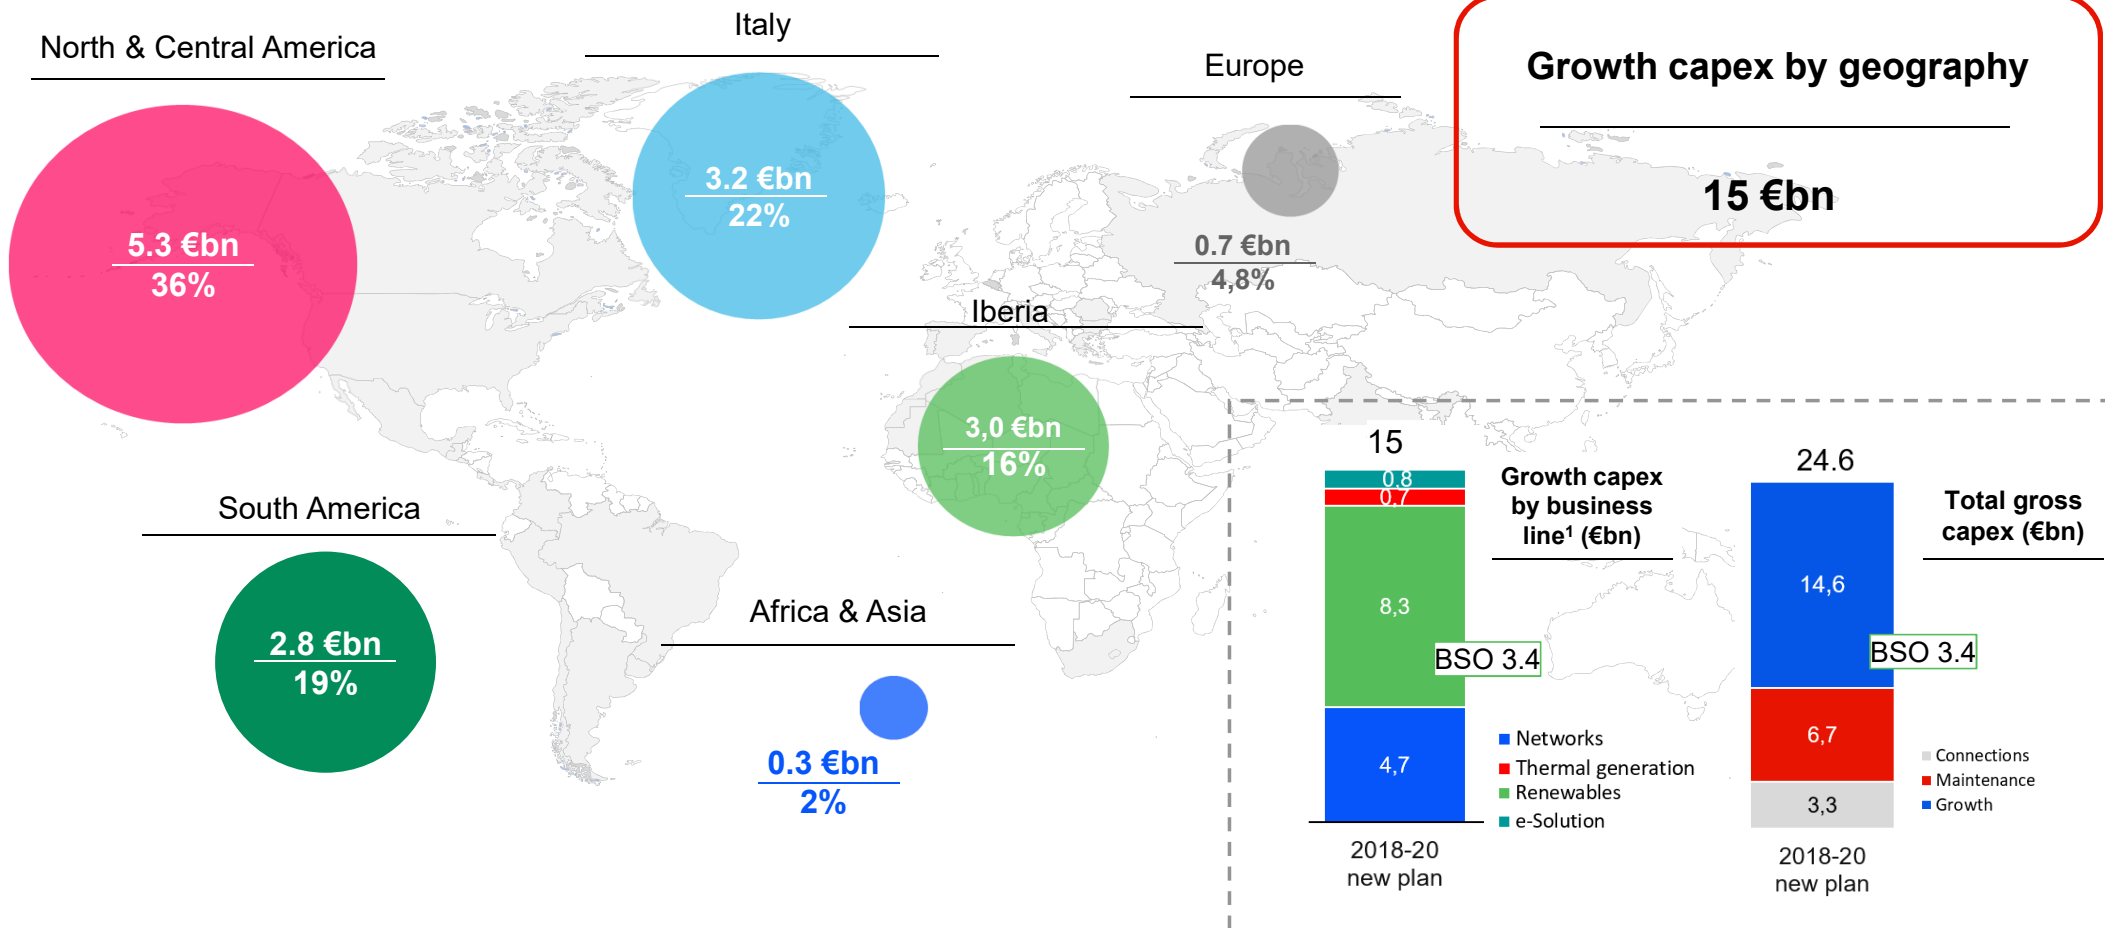 North & Central America
5.3 €bn
36%
Italy
3.2 €bn
22%
Europe
0.7 €bn
4,8%
Growth capex by geography
15 €bn
Iberia
3,0 €bn
16%
South America
2.8 €bn
19%
Africa & Asia
0.3 €bn
2%
15
0.8
0.7
8,3
BSO 3.4
4,7
2018-20
new plan
Growth capex
by business
line¹ (€bn)
Networks
Thermal generation
Renewables
e-Solution
24.6
14,6
BSO 3.4
6,7
3,3
2018-20
new plan
Total gross
capex (€bn)
Connections
Maintenance
Growth